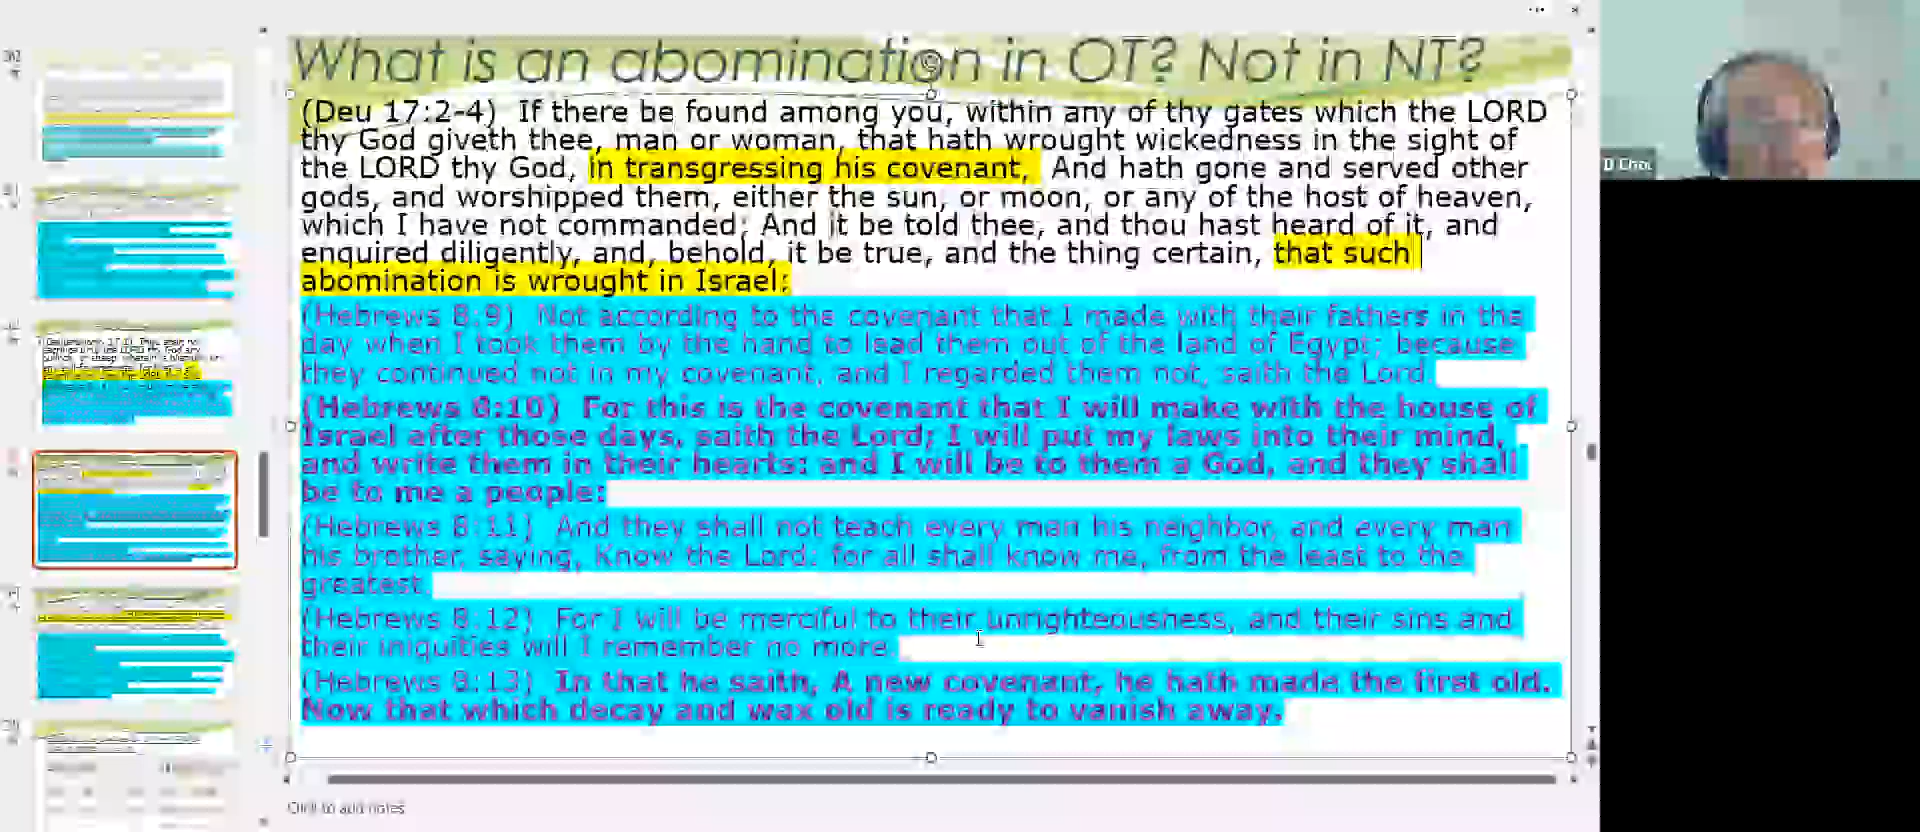 What is an abomination in OT? Not in NT?
(Deu 17:2-4) If there be found among you, within any of thy gates which the LORD
thy God giveth thee, man or woman, that hath wrought wickedness in the sight of
the LORD thy God, in transgressing his covenant, And hath gone and served other
gods, and worshipped them, either the sun, or moon, or any of the host of heaven,
which I have not commanded; And it be told thee, and thou hast heard of it, and
enquired diligently, and, behold, it be true, and the thing certain, that such
abomination is wrought in Israel:
(Hebrews 8:9) Not according to the covenant that I made with their fathers in the
day when I took them by the hand to lead them out of the land of Egypt; because
they continued not in my covenant, and I regarded them not, saith the Lord.
(Hebrews 8:10) For this is the covenant that I will make with the house of
Israel after those days, saith the Lord; I will put my laws into their mind,
and write them in their hearts: and I will be to them a God, and they shall
be to me a people:
(Hebrews 8:11) And they shall not teach every man his neighbor, and every man
his brother, saying, Know the Lord: for all shall know me, from the least to the
greatest.
(Hebrews 8:12) For I will be merciful to their unrighteousness, and their sins and
their iniquities will I remember no more.
(Hebrews 8:13) In that he saith, A new covenant, he hath made the first old.
Now that which decay and wax old is ready to vanish away.
Click to add notes
D Choi